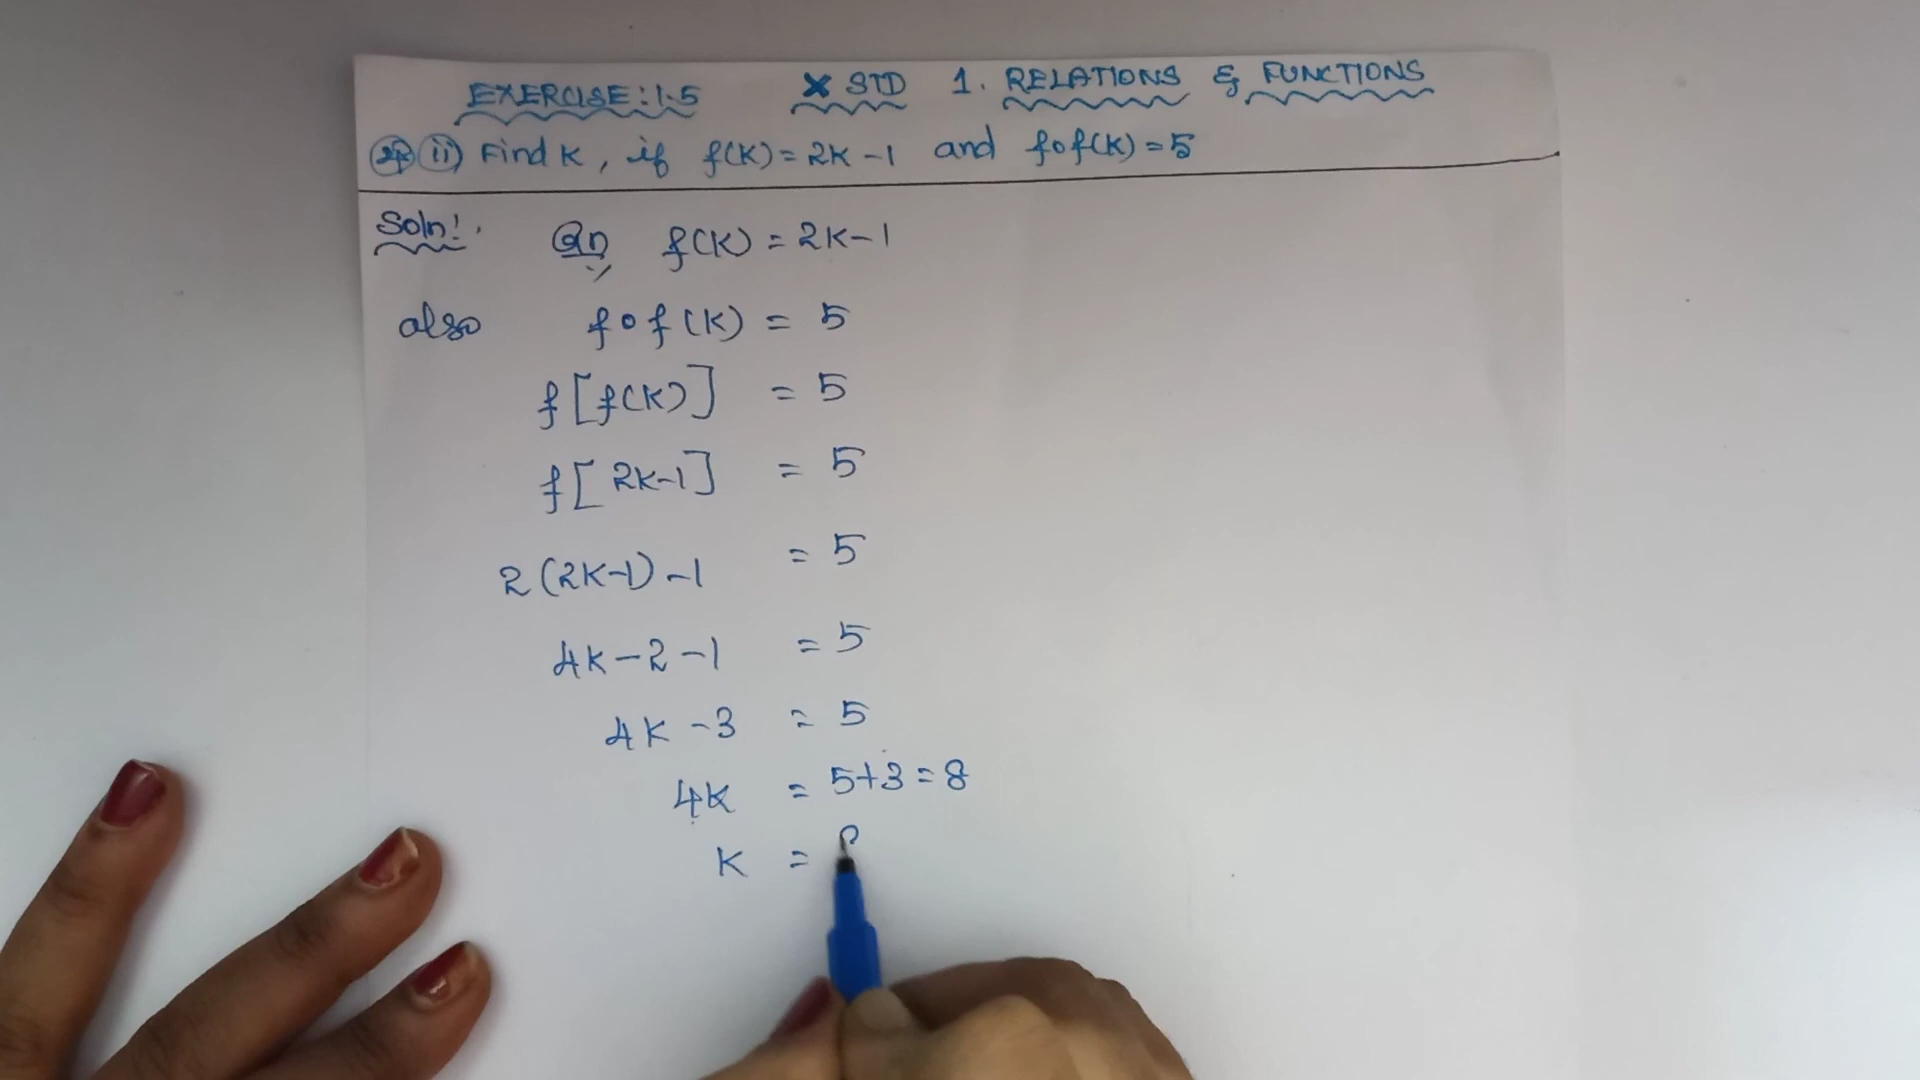 EXERCISE: 1.5 X STD 1. RELATIONS & FUNCTIONS
ii) Find K, if f(K) = 2K - 1 and fof(K) = 5
Soln: Gn f(K) = 2K - 1
also fof(K) = 5
f[f(K)] = 5
f[2K-1] = 5
2(2K-1) - 1 = 5
4K - 2 - 1 = 5
4K - 3 = 5
4K = 5+3 = 8
K =